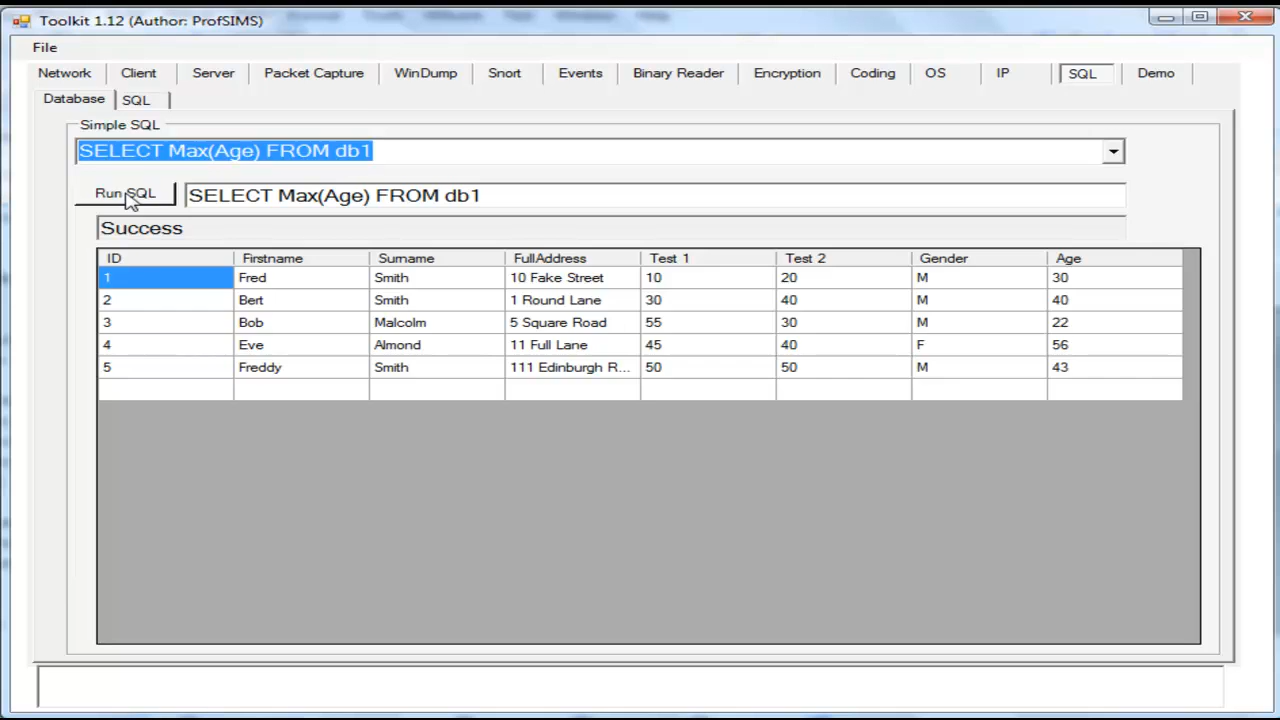 Toolkit 1.12 (Author: ProfSIMS)
File
Network Client Server Packet Capture WinDump Snort Events Binary Reader Encryption Coding OS IP SQL Demo
Database SQL
Simple SQL
SELECT Max(Age) FROM db1
Run SQL SELECT Max(Age) FROM db1
Success
ID Firstname Surname FullAddress Test 1 Test 2 Gender Age
1 Fred Smith 10 Fake Street 10 20 M 30
2 Bert Smith 1 Round Lane 30 40 M 40
3 Bob Malcolm 5 Square Road 55 30 M 22
4 Eve Almond 11 Full Lane 45 40 F 56
5 Freddy Smith 111 Edinburgh R... 50 50 M 43